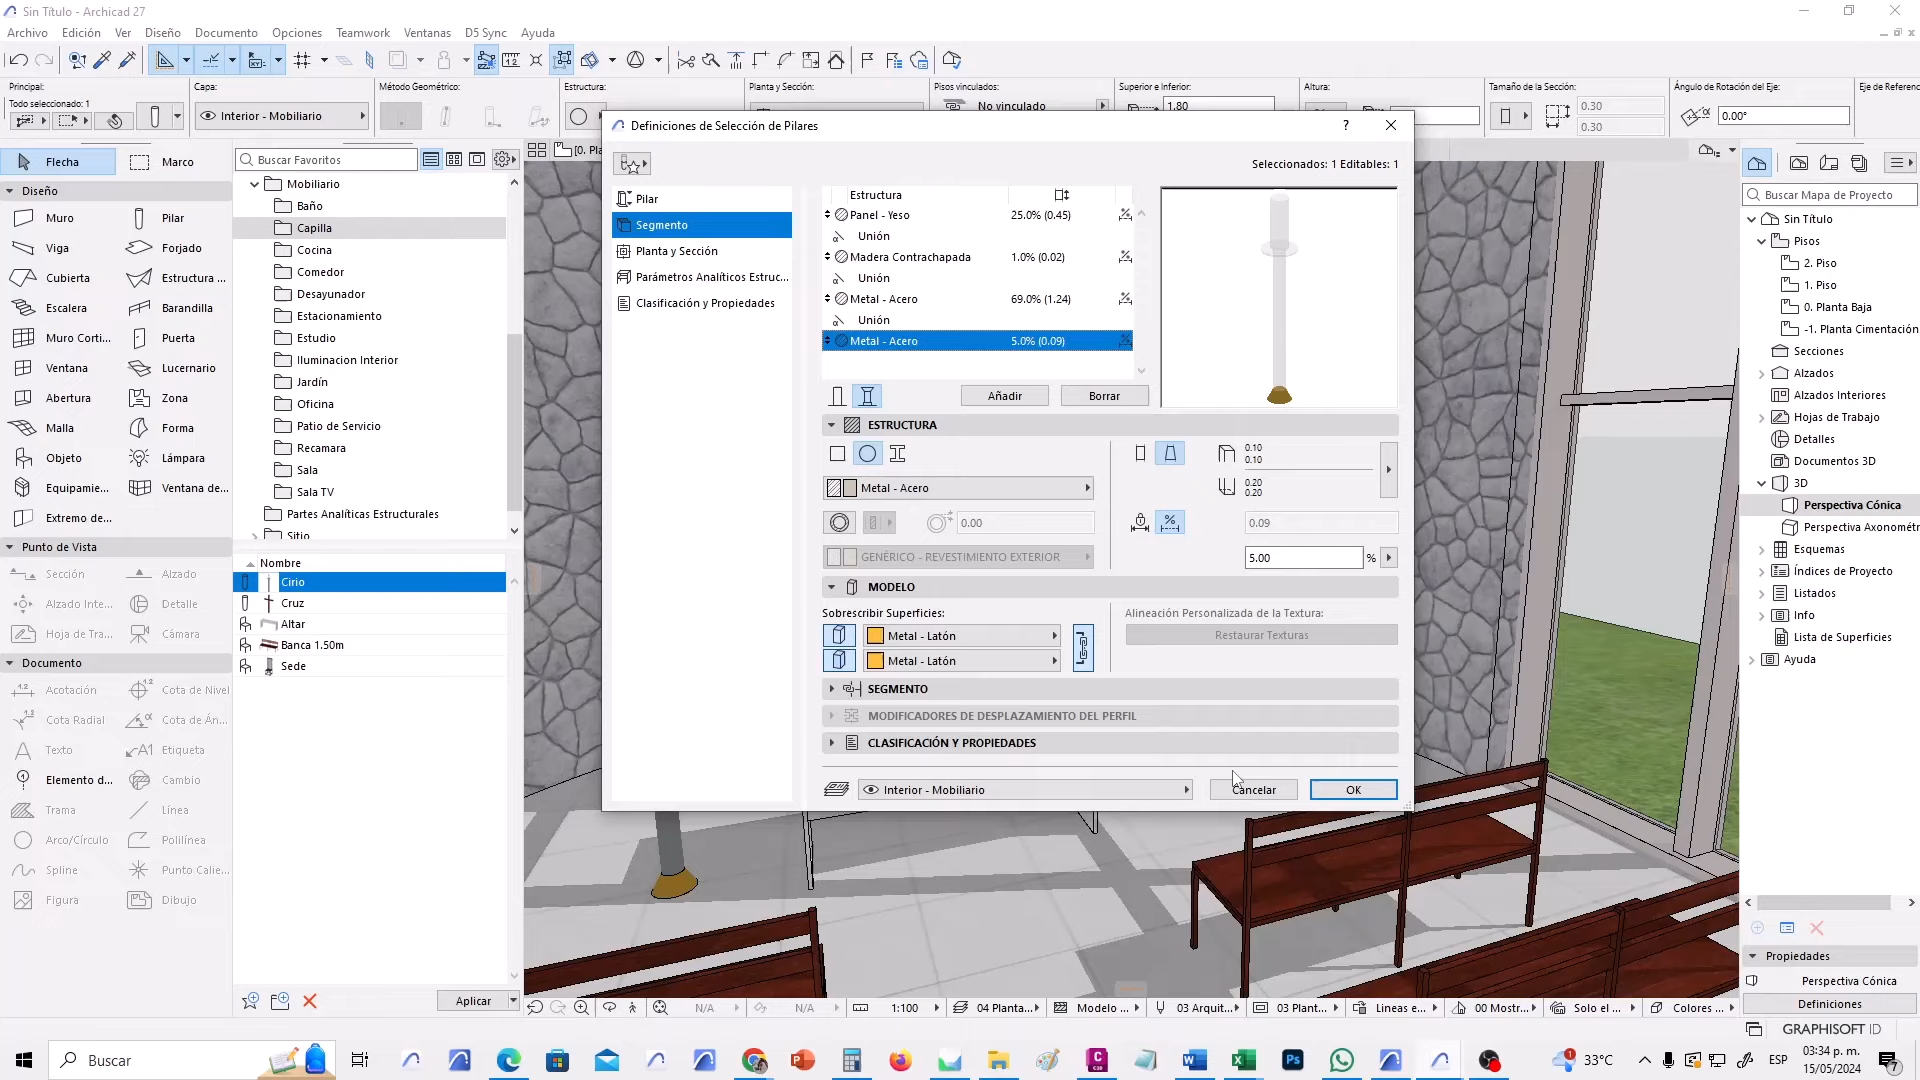 Sin Título - Archicad 27
Archivo Edición Ver Diseño Documento Opciones Teamwork Ventanas D5 Sync Ayuda
Principal:
Todo seleccionado: 1
Capa:
Interior - Mobiliario
Método Geométrico:
Estructura:
Planta y Sección:
Pisos vinculados:
No vinculado
Superior e Inferior:
1.80
Altura:
Tamaño de la Sección:
0.30
0.30
Ángulo de Rotación del Eje:
0.00°
Eje de Referenc
Flecha Marco
Diseño
Muro Pilar
Viga Forjado
Cubierta Estructura ...
Escalera Barandilla
Muro Corti... Puerta
Ventana Lucernario
Abertura Zona
Malla Forma
Objeto Lámpara
Equipamie... Ventana de...
Extremo de...
Punto de Vista
Sección Alzado
Alzado Inte... Detalle
Hoja de Tra... Cámara
Documento
Acotación Cota de Nivel
Cota Radial Cota de Án...
Texto Etiqueta
Elemento d... Cambio
Trama Línea
Arco/Círculo Polilínea
Spline Punto Calie...
Figura Dibujo
Buscar Favoritos
Mobiliario
Baño
Capilla
Cocina
Comedor
Desayunador
Estacionamiento
Estudio
Iluminacion Interior
Jardín
Oficina
Patio de Servicio
Recamara
Sala
Sala TV
Partes Analíticas Estructurales
Sitio
Nombre
Cirio
Cruz
Altar
Banca 1.50m
Sede
Aplicar
[0. Pl
Definiciones de Selección de Pilares
?
Seleccionados: 1 Editables: 1
Pilar
Segmento
Planta y Sección
Parámetros Analíticos Estruc...
Clasificación y Propiedades
Estructura
Panel - Yeso 25.0% (0.45)
Unión
Madera Contrachapada 1.0% (0.02)
Unión
Metal - Acero 69.0% (1.24)
Unión
Metal - Acero 5.0% (0.09)
Añadir Borrar
ESTRUCTURA
0.10
0.10
0.20
0.20
Metal - Acero
0.00
0.09
GENÉRICO - REVESTIMIENTO EXTERIOR
5.00 %
MODELO
Sobrescribir Superficies:
Metal - Latón
Metal - Latón
Alineación Personalizada de la Textura:
Restaurar Texturas
SEGMENTO
MODIFICADORES DE DESPLAZAMIENTO DEL PERFIL
CLASIFICACIÓN Y PROPIEDADES
Interior - Mobiliario
Cancelar OK
Buscar Mapa de Proyecto
Sin Título
Pisos
2. Piso
1. Piso
0. Planta Baja
-1. Planta Cimentación
Secciones
Alzados
Alzados Interiores
Hojas de Trabajo
Detalles
Documentos 3D
3D
Perspectiva Cónica
Perspectiva Axonométr
Esquemas
Índices de Proyecto
Listados
Info
Lista de Superficies
Ayuda
Propiedades
Perspectiva Cónica
Definiciones
N/A N/A 1:100 04 Planta... Modelo ... 03 Arquit... 03 Plant... Lineas e... 00 Mostr... Solo el ... Colores ...
GRAPHISOFT ID
Buscar
33°C
ESP
03:34 p. m.
15/05/2024